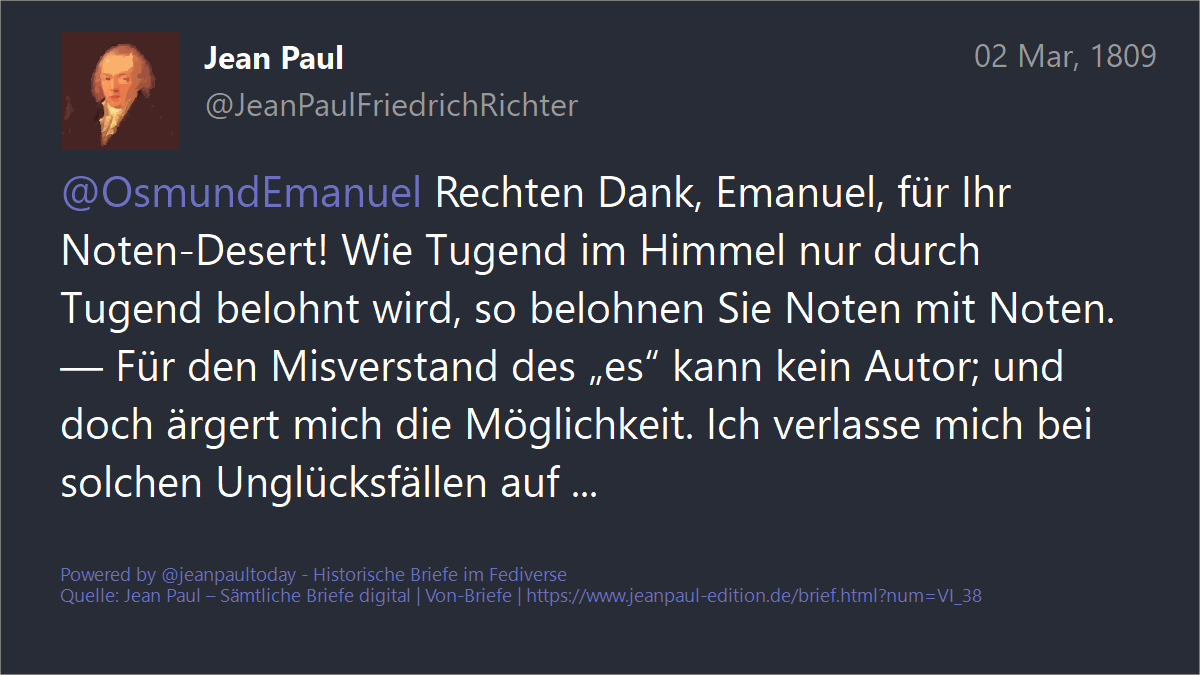 Jean Paul
02 Mar, 1809
@JeanPaulFriedrichRichter
@OsmundEmanuel Rechten Dank, Emanuel, für Ihr
Noten-Desert! Wie Tugend im Himmel nur durch
Tugend belohnt wird, so belohnen Sie Noten mit Noten.
— Für den Misverstand des „es“ kann kein Autor; und
doch ärgert mich die Möglichkeit. Ich verlasse mich bei
solchen Unglücksfällen auf ...
Powered by @jeanpaultoday - Historische Briefe im Fediverse
Quelle: Jean Paul – Sämtliche Briefe digital | Von-Briefe | https://www.jeanpaul-edition.de/brief.html?num=VI_38